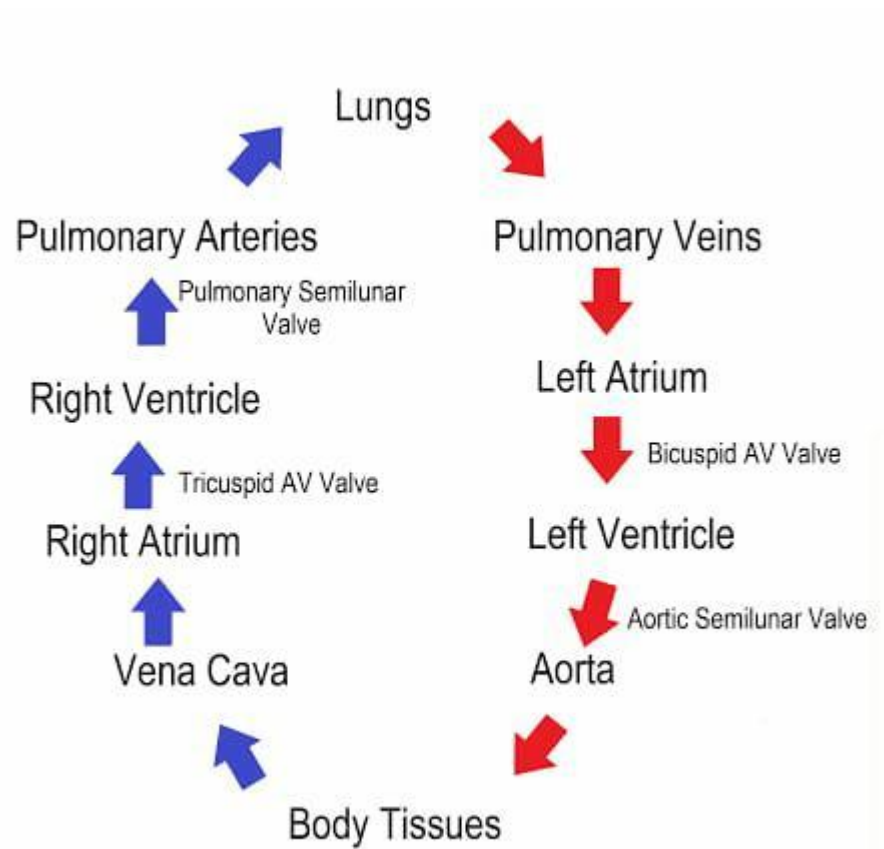 Lungs
Pulmonary Arteries
Pulmonary Veins
Pulmonary Semilunar
Valve
Left Atrium
Right Ventricle
Bicuspid AV Valve
Tricuspid AV Valve
Left Ventricle
Right Atrium
Aortic Semilunar Valve
Vena Cava
Aorta
Body Tissues